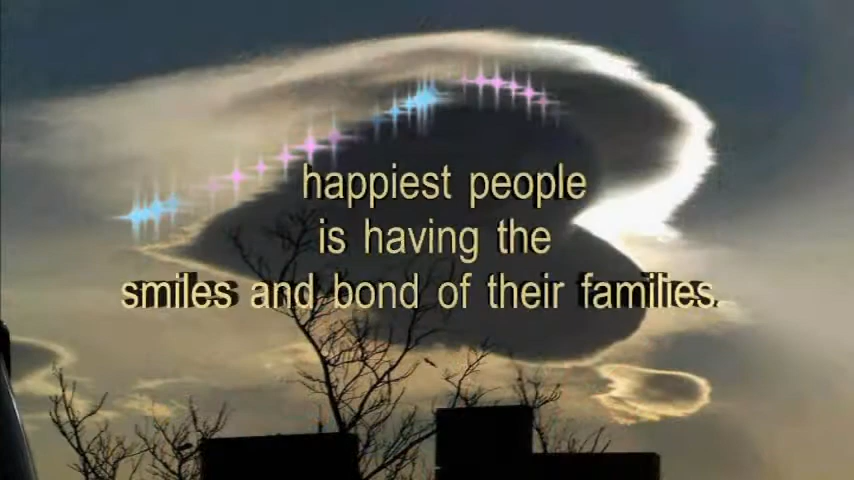 happiest people
is having the
smiles and bond of their families.